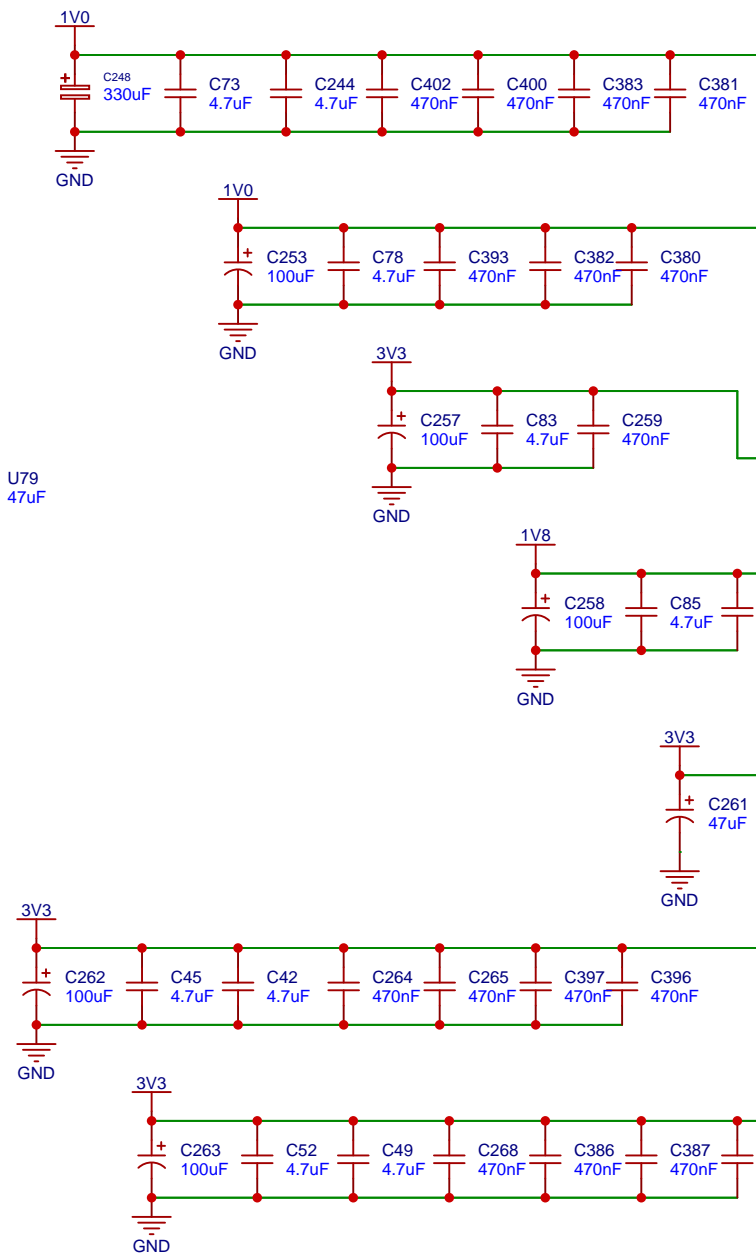 1V0
+ C248 C73 C244 C402 C400 C383 C381
330uF 4.7uF 4.7uF 470nF 470nF 470nF 470nF
GND
1V0
+ C253 C78 C393 C382 C380
100uF 4.7uF 470nF 470nF 470nF
GND
3V3
+ C257 C83 C259
100uF 4.7uF 470nF
U79
47uF
GND
1V8
+ C258 C85
100uF 4.7uF
GND
3V3
+ C261
47uF
GND
3V3
+ C262 C45 C42 C264 C265 C397 C396
100uF 4.7uF 4.7uF 470nF 470nF 470nF 470nF
GND
3V3
+ C263 C52 C49 C268 C386 C387
100uF 4.7uF 4.7uF 470nF 470nF 470nF
GND